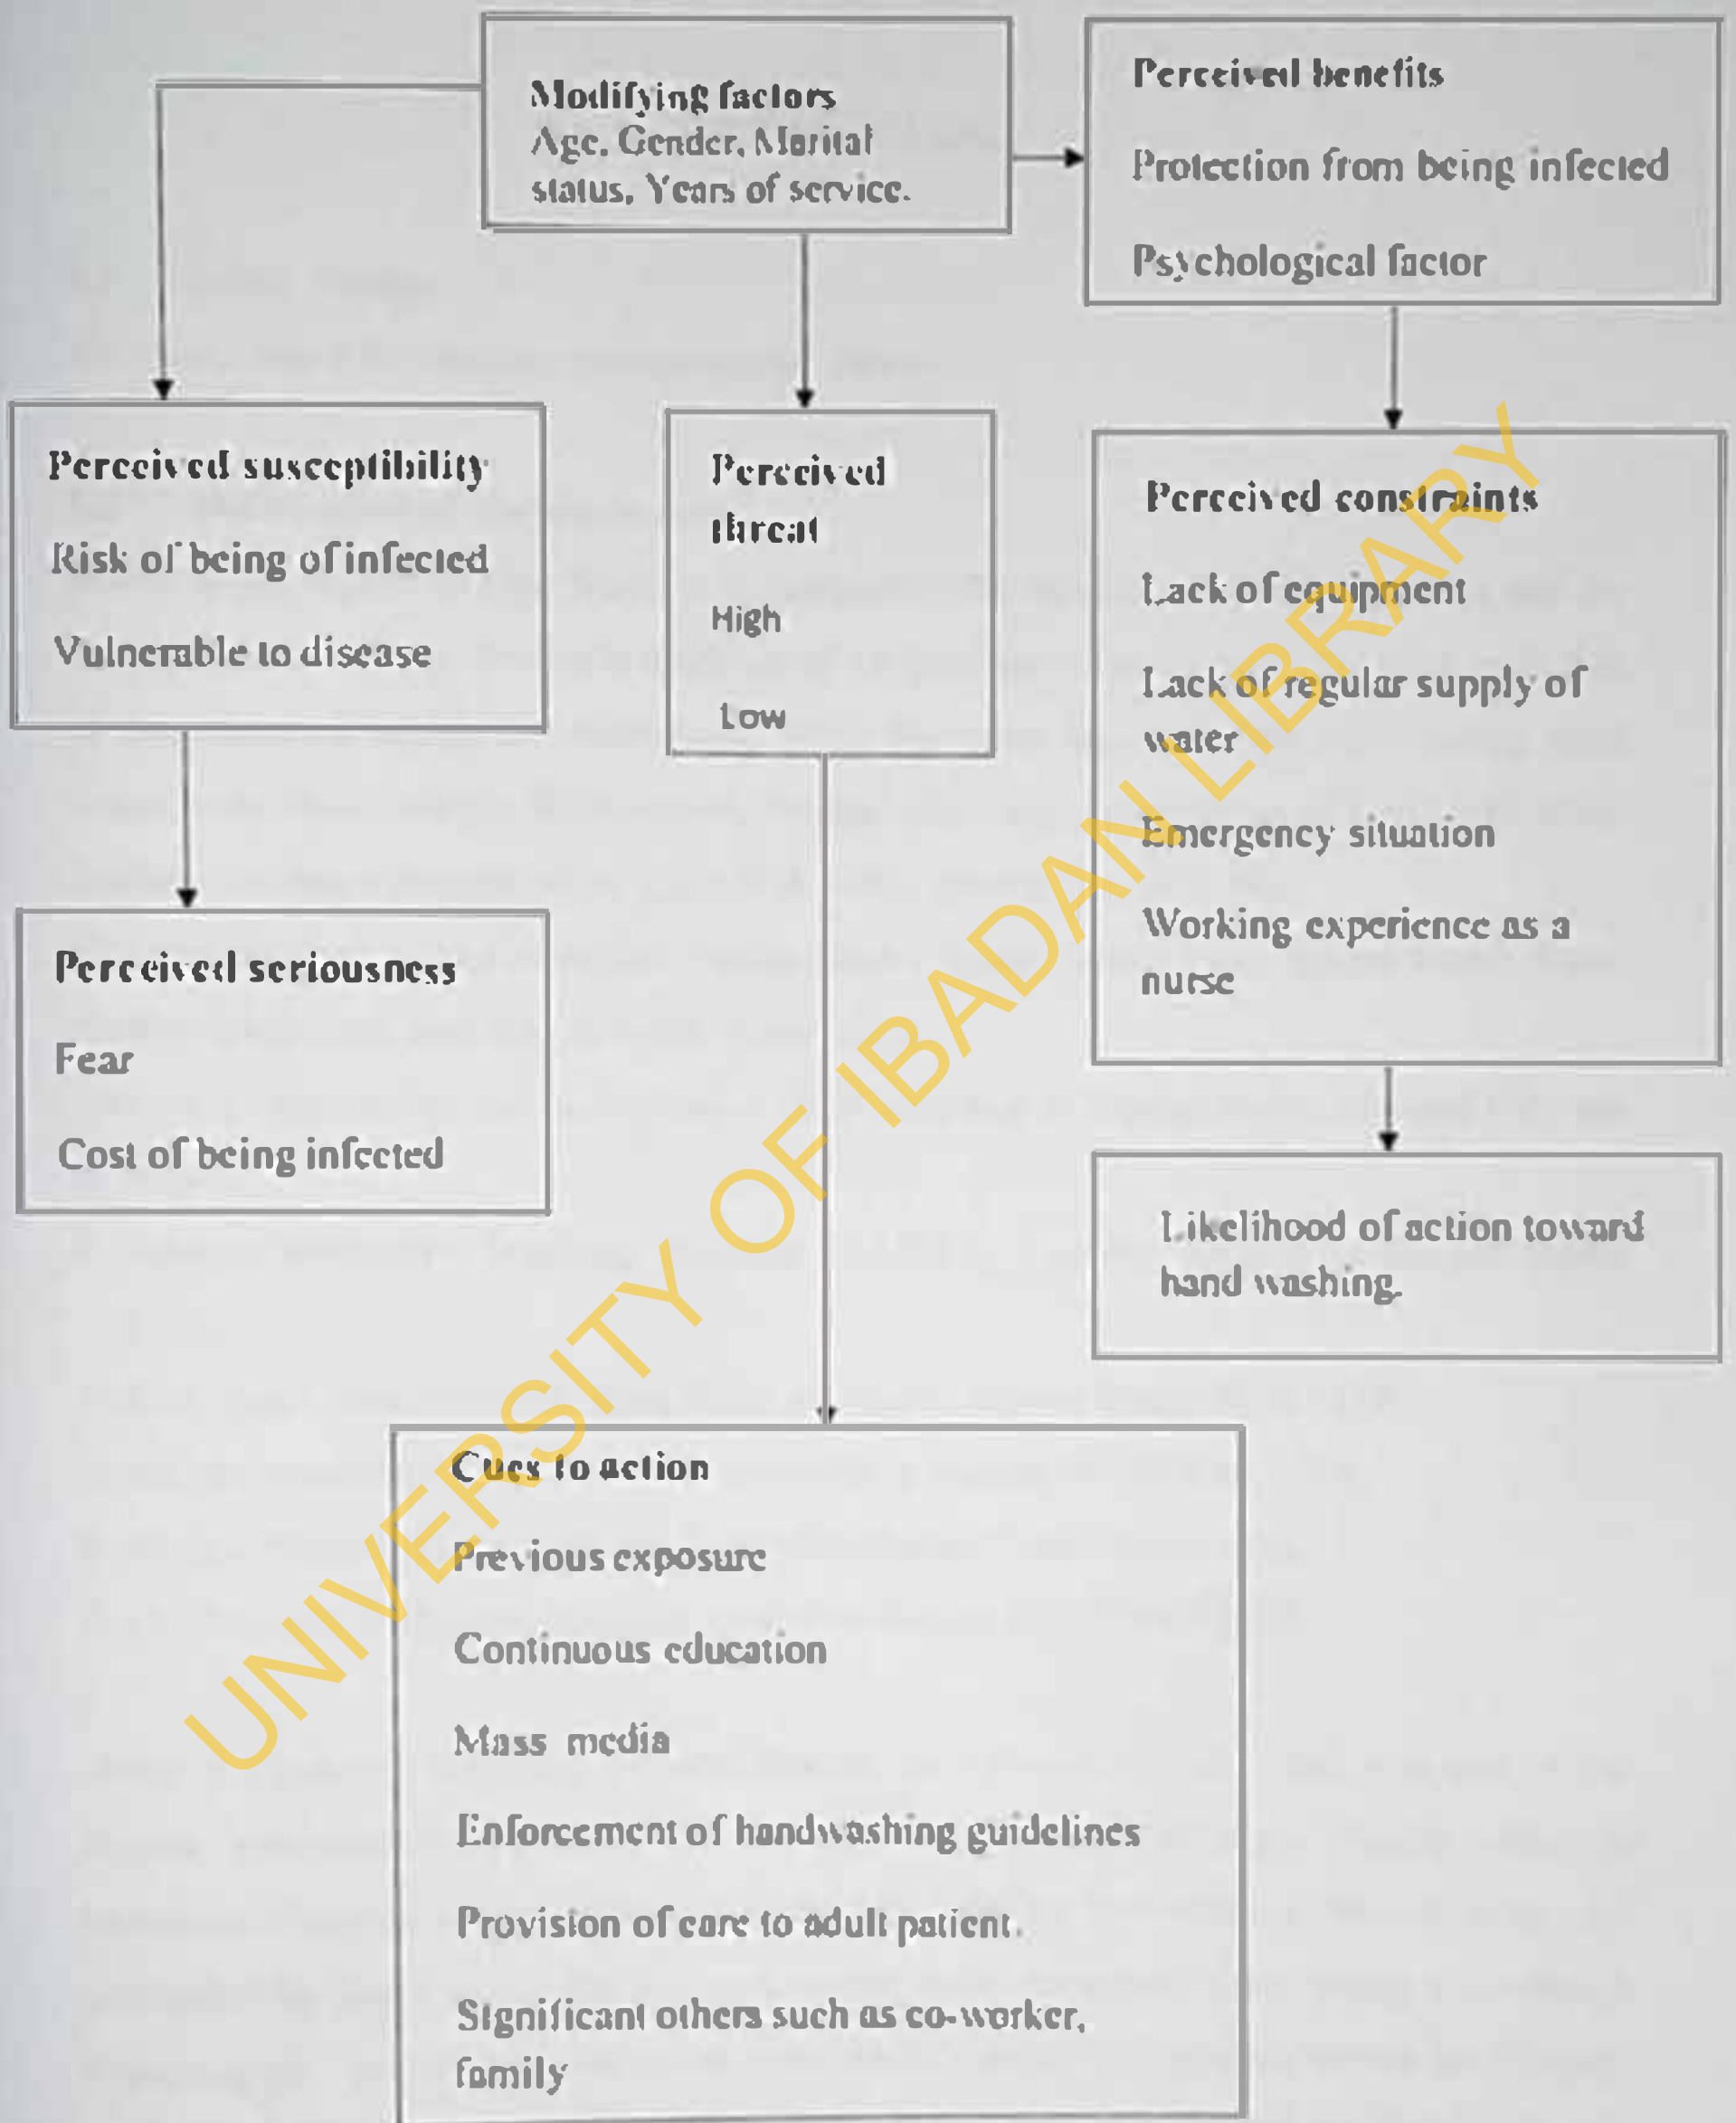 Modifying factors
Age, Gender, Marital
status, Years of service.
Perceived benefits
Protection from being infected
Psychological factor
Perceived susceptibility
Risk of being of infected
Vulnerable to disease
Perceived
threat
High
Low
Perceived constraints
Lack of equipment
Lack of regular supply of
water
Emergency situation
Working experience as a
nurse
Perceived seriousness
Fear
Cost of being infected
Likelihood of action toward
hand washing.
Cues to action
Previous exposure
Continuous education
Mass media
Enforcement of handwashing guidelines
Provision of care to adult patient.
Significant others such as co-worker,
family
UNIVERSITY OF IBADAN LIBRARY